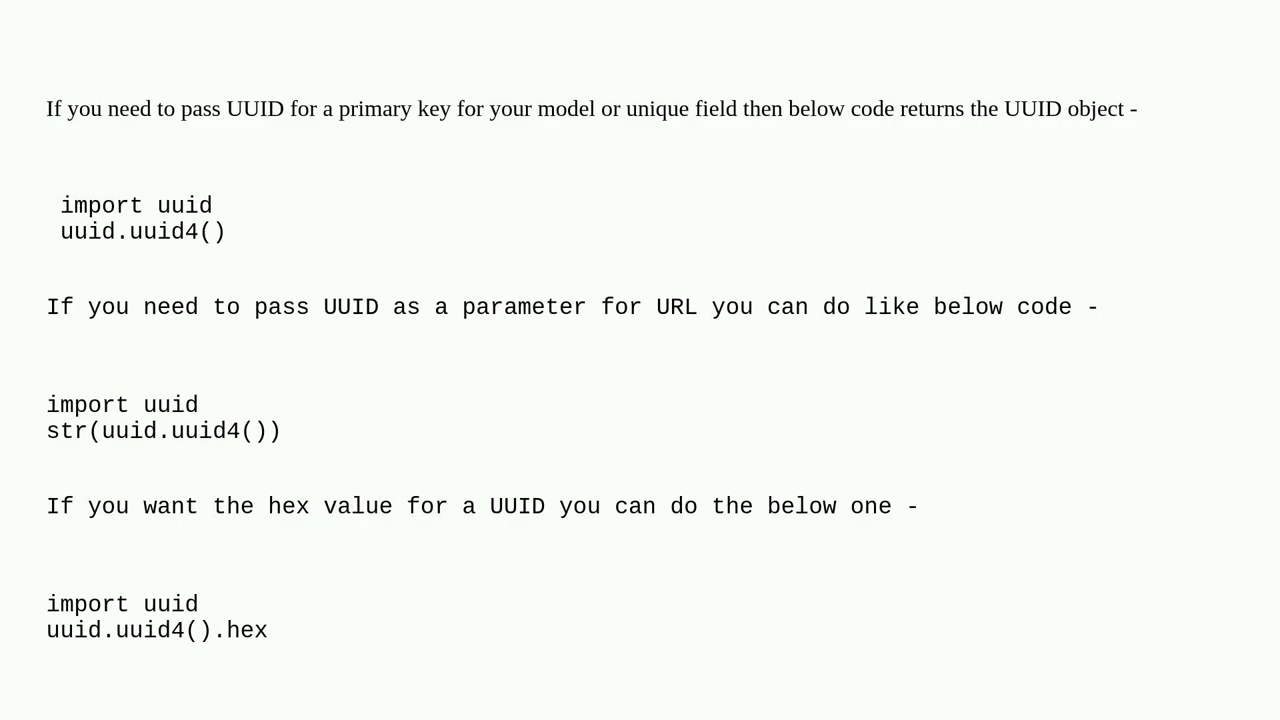 If you need to pass UUID for a primary key for your model or unique field then below code returns the UUID object -
import uuid
uuid.uuid4()
If you need to pass UUID as a parameter for URL you can do like below code -
import uuid
str(uuid.uuid4())
If you want the hex value for a UUID you can do the below one -
import uuid
uuid.uuid4().hex